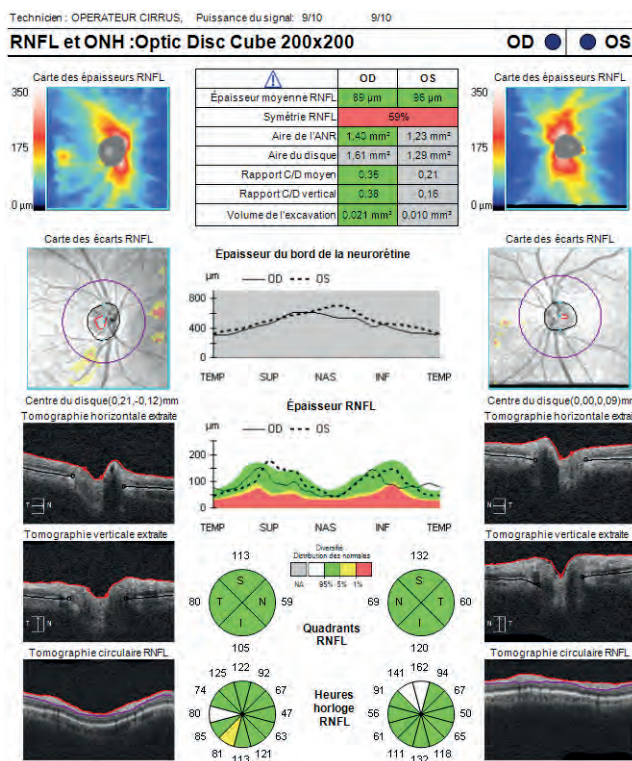 Technicien : OPERATEUR CIRRUS, Puissance du signal: 9/10 9/10
RNFL et ONH :Optic Disc Cube 200x200 OD OS
Carte des épaisseurs RNFL
350
175
0 µm
OD OS
Épaisseur moyenne RNFL 89 µm 96 µm
Symétrie RNFL 59%
Aire de l'ANR 1,40 mm² 1,23 mm²
Aire du disque 1,61 mm² 1,29 mm²
Rapport C/D moyen 0,35 0,21
Rapport C/D vertical 0,38 0,16
Volume de l'excavation 0,021 mm³ 0,010 mm³
Carte des épaisseurs RNFL
350
175
0 µm
Carte des écarts RNFL
Centre du disque(0,21,-0,12)mm
Épaisseur du bord de la neurorétine
µm OD OS
800
400
0
TEMP SUP NAS. INF TEMP
Carte des écarts RNFL
Centre du disque(0,00,0,09)mm
Tomographie horizontale extraite
T N
Épaisseur RNFL
µm OD OS
200
100
0
TEMP SUP NAS INF TEMP
Tomographie horizontale extraite
N T
Tomographie verticale extraite
T N
Tomographie verticale extraite
N T
Diversifié
Distribution des normales
NA 95% 5% 1%
113
S
80 T N 59
I
105
Quadrants
RNFL
132
S
69 N T 60
I
120
Tomographie circulaire RNFL
125 122 92
74 67
80 47
85 63
81 113 121
Heures
horloge
RNFL
141 162 94
91 67
56 50
61 65
111 132 118
Tomographie circulaire RNFL